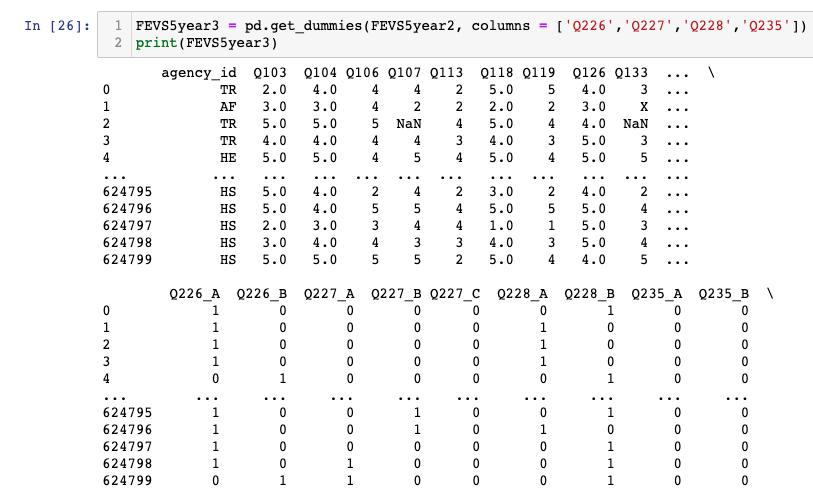 In [26]: 1 FEVS5year3 = pd.get_dummies(FEVS5year2, columns = ['Q226','Q227','Q228','Q235'])
2 print(FEVS5year3)
agency_id Q103 Q104 Q106 Q107 Q113 Q118 Q119 Q126 Q133 ... \
0 TR 2.0 4.0 4 4 2 5.0 5 4.0 3 ...
1 AF 3.0 3.0 4 2 2 2.0 2 3.0 X ...
2 TR 5.0 3.0 5 NaN 4 5.0 4 4.0 NaN ...
3 TR 4.0 4.0 4 4 3 4.0 3 5.0 3 ...
4 HE 5.0 5.0 4 5 4 5.0 4 5.0 5 ...
... ... ... ... ... ... ... ... ... ... ... ...
624795 HS 5.0 4.0 2 4 2 3.0 2 4.0 2 ...
624796 HS 5.0 4.0 5 5 4 5.0 5 5.0 4 ...
624797 HS 2.0 3.0 3 4 4 1.0 1 5.0 3 ...
624798 HS 3.0 4.0 4 3 3 4.0 3 5.0 4 ...
624799 HS 5.0 5.0 5 5 2 5.0 4 4.0 5 ...
Q226_A Q226_B Q227_A Q227_B Q227_C Q228_A Q228_B Q235_A Q235_B \
0 1 0 0 0 0 0 1 0 0
1 1 0 0 0 0 1 0 0 0
2 1 0 0 0 0 1 0 0 0
3 1 0 0 0 0 1 0 0 0
4 0 1 0 0 0 0 1 0 0
... ... ... ... ... ... ... ... ... ...
624795 1 0 0 1 0 0 1 0 0
624796 1 0 0 1 0 1 0 0 0
624797 1 0 0 0 0 0 1 0 0
624798 1 0 1 0 0 0 1 0 0
624799 0 1 1 0 0 0 1 0 0